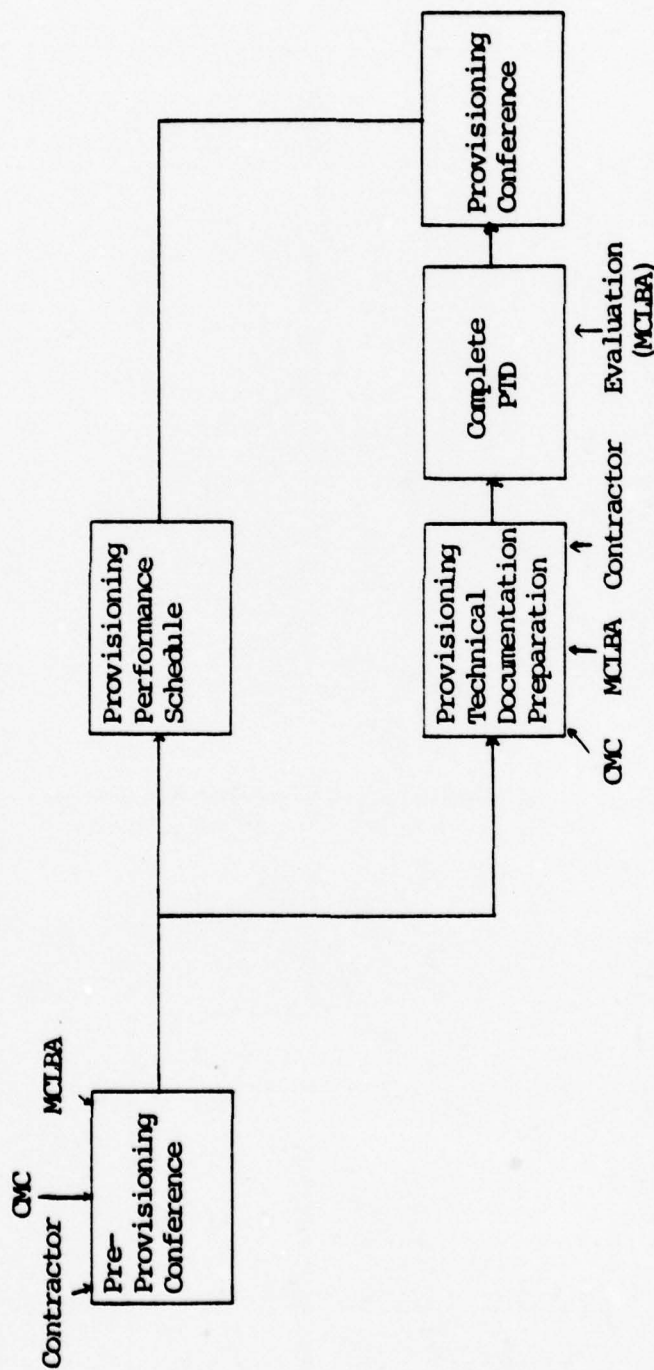 Contractor
CMC
MCLBA
Pre-
Provisioning
Conference
Provisioning
Performance
Schedule
Provisioning
Technical
Documentation
Preparation
Complete
PTD
Provisioning
Conference
CMC
MCLBA
Contractor
Evaluation
(MCLBA)